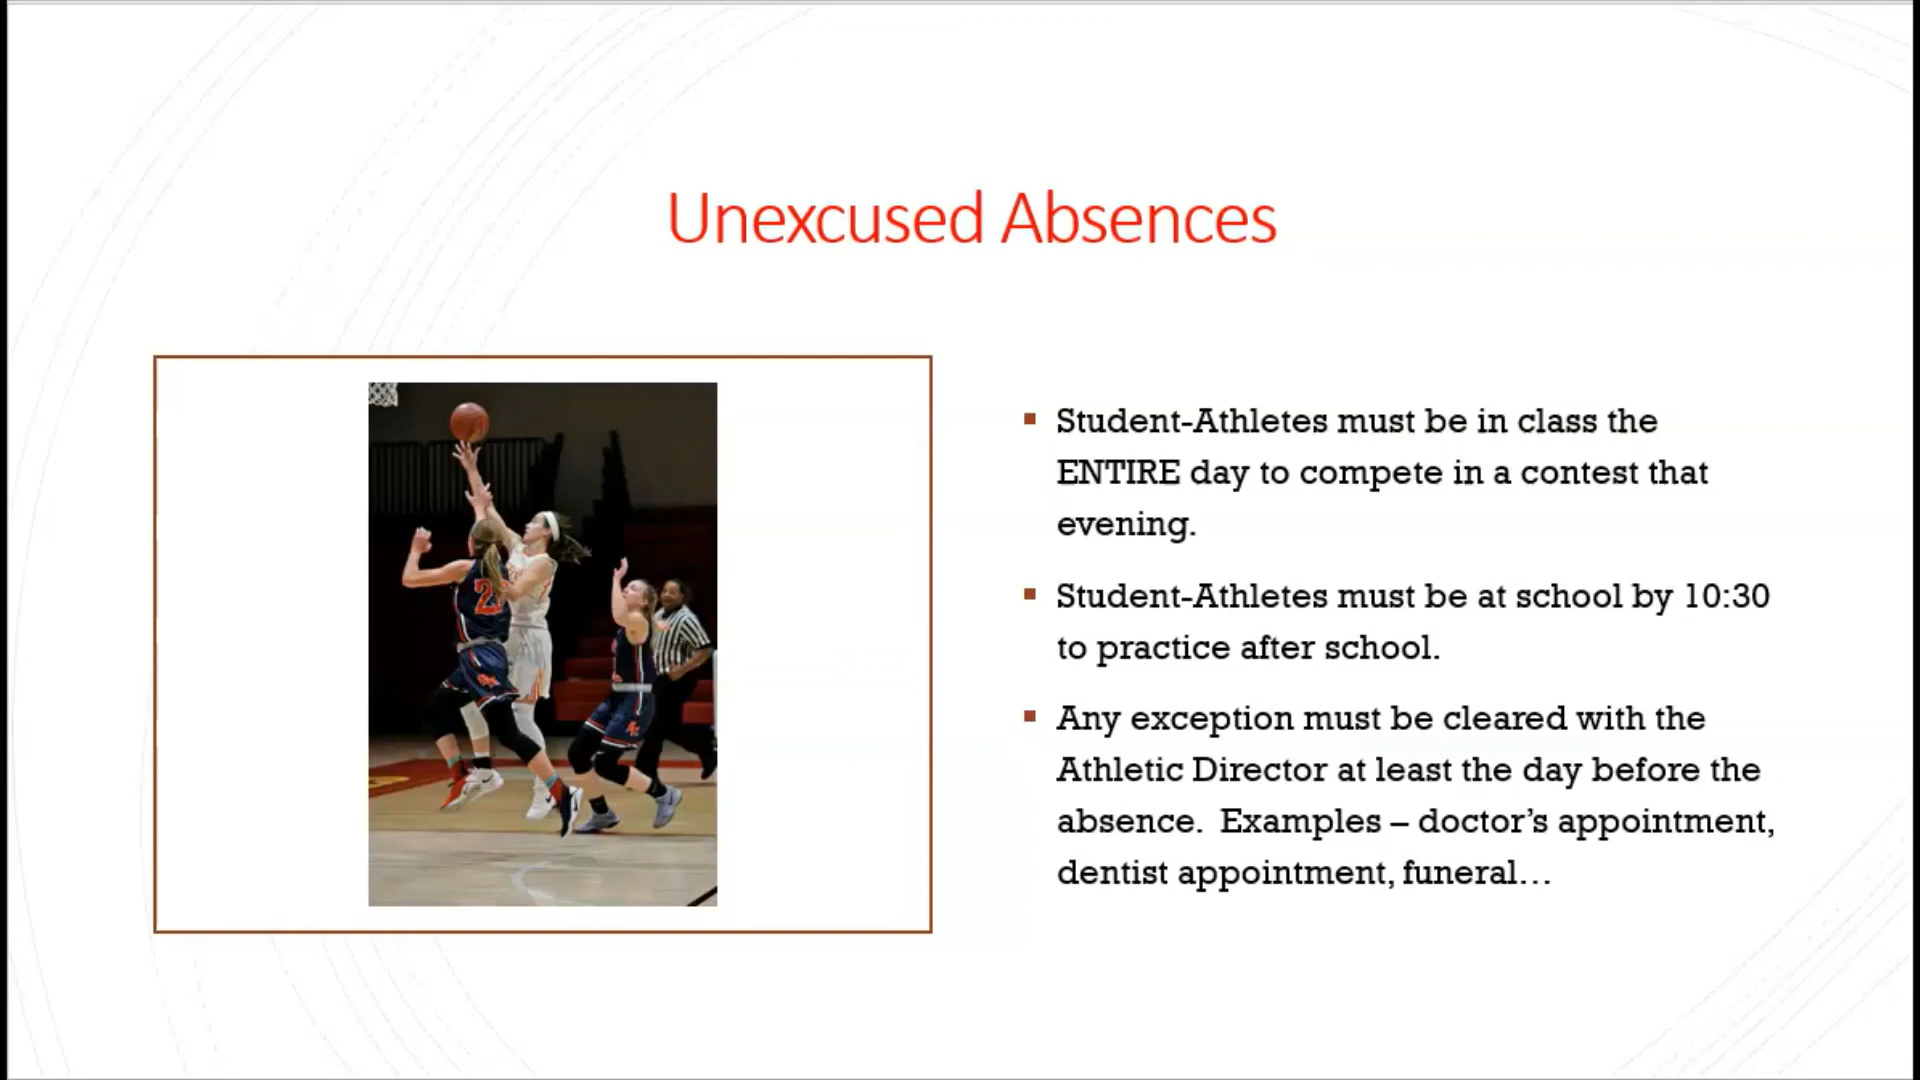 Unexcused Absences
Student-Athletes must be in class the
ENTIRE day to compete in a contest that
evening.
Student-Athletes must be at school by 10:30
to practice after school.
Any exception must be cleared with the
Athletic Director at least the day before the
absence.  Examples – doctor’s appointment,
dentist appointment, funeral…